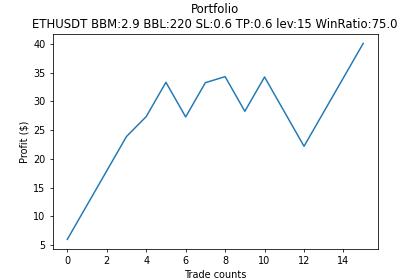 Portfolio
ETHUSDT BBM:2.9 BBL:220 SL:0.6 TP:0.6 lev:15 WinRatio:75.0
40
35
30
25
20
15
10
5
Profit ($)
0 2 4 6 8 10 12 14
Trade counts